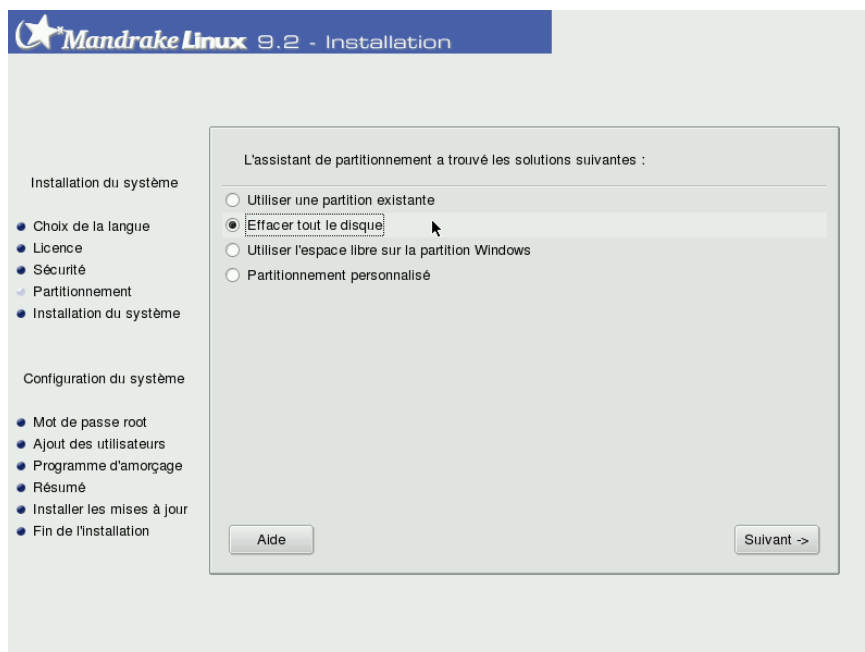 Mandrake Linux 9.2 - Installation
L'assistant de partitionnement a trouvé les solutions suivantes :
Installation du système
Choix de la langue
Licence
Sécurité
Partitionnement
Installation du système
Configuration du système
Mot de passe root
Ajout des utilisateurs
Programme d'amorçage
Résumé
Installer les mises à jour
Fin de l'installation
Utiliser une partition existante
Effacer tout le disque
Utiliser l'espace libre sur la partition Windows
Partitionnement personnalisé
Aide
Suivant ->